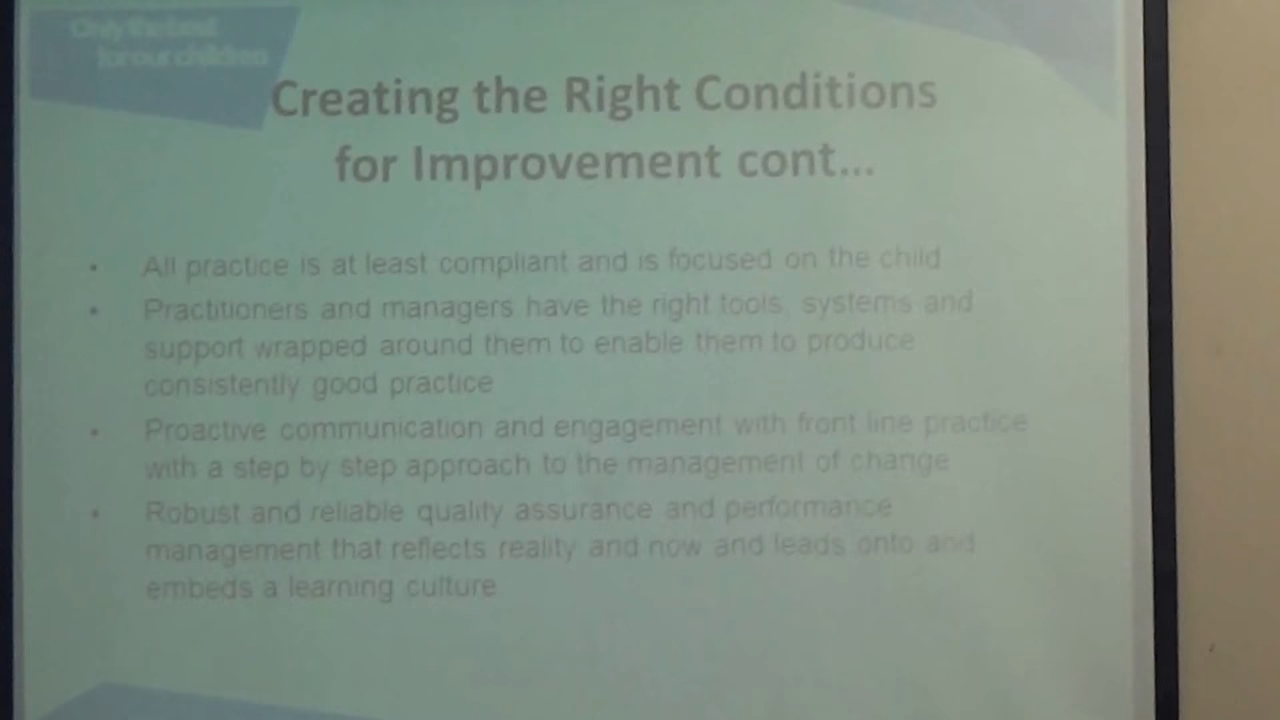 Only the best
for our children
Creating the Right Conditions
for Improvement cont...
• All practice is at least compliant and is focused on the child
• Practitioners and managers have the right tools, systems and
support wrapped around them to enable them to produce
consistently good practice
• Proactive communication and engagement with front line practice
with a step by step approach to the management of change
• Robust and reliable quality assurance and performance
management that reflects reality and now and leads onto and
embeds a learning culture